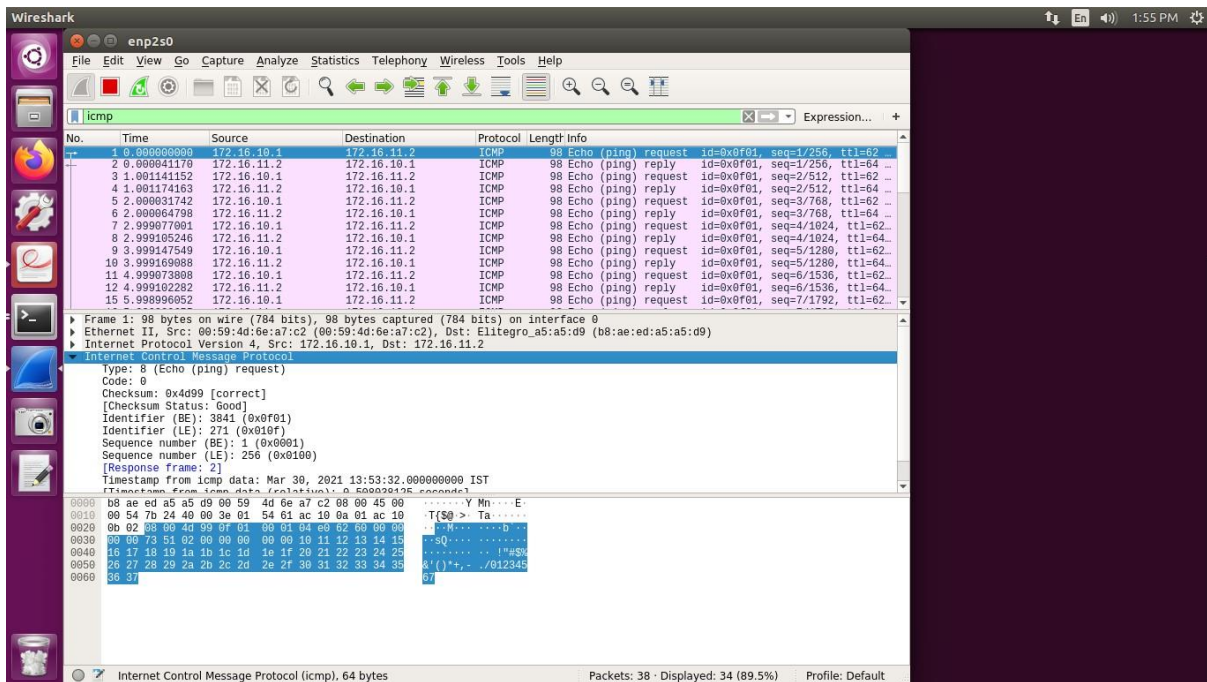 Wireshark En 1:55 PM
enp2s0
File Edit View Go Capture Analyze Statistics Telephony Wireless Tools Help
icmp Expression... +
No. Time Source Destination Protocol Length Info
1 0.000000000 172.16.10.1 172.16.11.2 ICMP 98 Echo (ping) request id=0x0f01, seq=1/256, ttl=62 …
2 0.000041170 172.16.11.2 172.16.10.1 ICMP 98 Echo (ping) reply id=0x0f01, seq=1/256, ttl=64 …
3 1.001141152 172.16.10.1 172.16.11.2 ICMP 98 Echo (ping) request id=0x0f01, seq=2/512, ttl=62 …
4 1.001174163 172.16.11.2 172.16.10.1 ICMP 98 Echo (ping) reply id=0x0f01, seq=2/512, ttl=64 …
5 2.000031742 172.16.10.1 172.16.11.2 ICMP 98 Echo (ping) request id=0x0f01, seq=3/768, ttl=62 …
6 2.000064798 172.16.11.2 172.16.10.1 ICMP 98 Echo (ping) reply id=0x0f01, seq=3/768, ttl=64 …
7 2.999077001 172.16.10.1 172.16.11.2 ICMP 98 Echo (ping) request id=0x0f01, seq=4/1024, ttl=62…
8 2.999105246 172.16.11.2 172.16.10.1 ICMP 98 Echo (ping) reply id=0x0f01, seq=4/1024, ttl=64…
9 3.999147549 172.16.10.1 172.16.11.2 ICMP 98 Echo (ping) request id=0x0f01, seq=5/1280, ttl=62…
10 3.999169088 172.16.11.2 172.16.10.1 ICMP 98 Echo (ping) reply id=0x0f01, seq=5/1280, ttl=64…
11 4.999073808 172.16.10.1 172.16.11.2 ICMP 98 Echo (ping) request id=0x0f01, seq=6/1536, ttl=62…
12 4.999102282 172.16.11.2 172.16.10.1 ICMP 98 Echo (ping) reply id=0x0f01, seq=6/1536, ttl=64…
15 5.998996052 172.16.10.1 172.16.11.2 ICMP 98 Echo (ping) request id=0x0f01, seq=7/1792, ttl=62…
Frame 1: 98 bytes on wire (784 bits), 98 bytes captured (784 bits) on interface 0
Ethernet II, Src: 00:59:4d:6e:a7:c2 (00:59:4d:6e:a7:c2), Dst: Elitegro_a5:a5:d9 (b8:ae:ed:a5:a5:d9)
Internet Protocol Version 4, Src: 172.16.10.1, Dst: 172.16.11.2
Internet Control Message Protocol
Type: 8 (Echo (ping) request)
Code: 0
Checksum: 0x4d99 [correct]
[Checksum Status: Good]
Identifier (BE): 3841 (0x0f01)
Identifier (LE): 271 (0x010f)
Sequence number (BE): 1 (0x0001)
Sequence number (LE): 256 (0x0100)
[Response frame: 2]
Timestamp from icmp data: Mar 30, 2021 13:53:32.000000000 IST
[Timestamp from icmp data (relative): 0.508038125 seconds]
0000 b8 ae ed a5 a5 d9 00 59 4d 6e a7 c2 08 00 45 00 ·······Y Mn····E·
0010 00 54 7b 24 40 00 3e 01 54 61 ac 10 0a 01 ac 10 ·T{$@·>· Ta······
0020 0b 02 08 00 4d 99 0f 01 00 01 04 e0 62 60 00 00 ····M··· ····b`··
0030 00 00 73 51 02 00 00 00 00 00 10 11 12 13 14 15 ··sQ···· ········
0040 16 17 18 19 1a 1b 1c 1d 1e 1f 20 21 22 23 24 25 ········ ·· !"#$%
0050 26 27 28 29 2a 2b 2c 2d 2e 2f 30 31 32 33 34 35 &'()*+,- ./012345
0060 36 37 67
Internet Control Message Protocol (icmp), 64 bytes Packets: 38 · Displayed: 34 (89.5%) Profile: Default